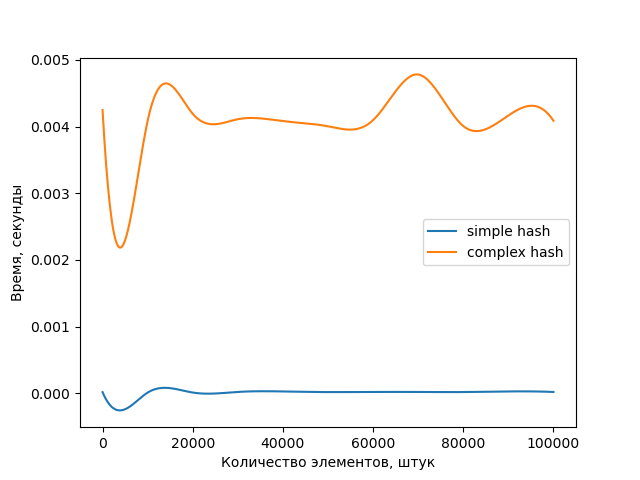 0.005
0.004
0.003
0.002
0.001
0.000
Время, секунды
simple hash
complex hash
0 20000 40000 60000 80000 100000
Количество элементов, штук